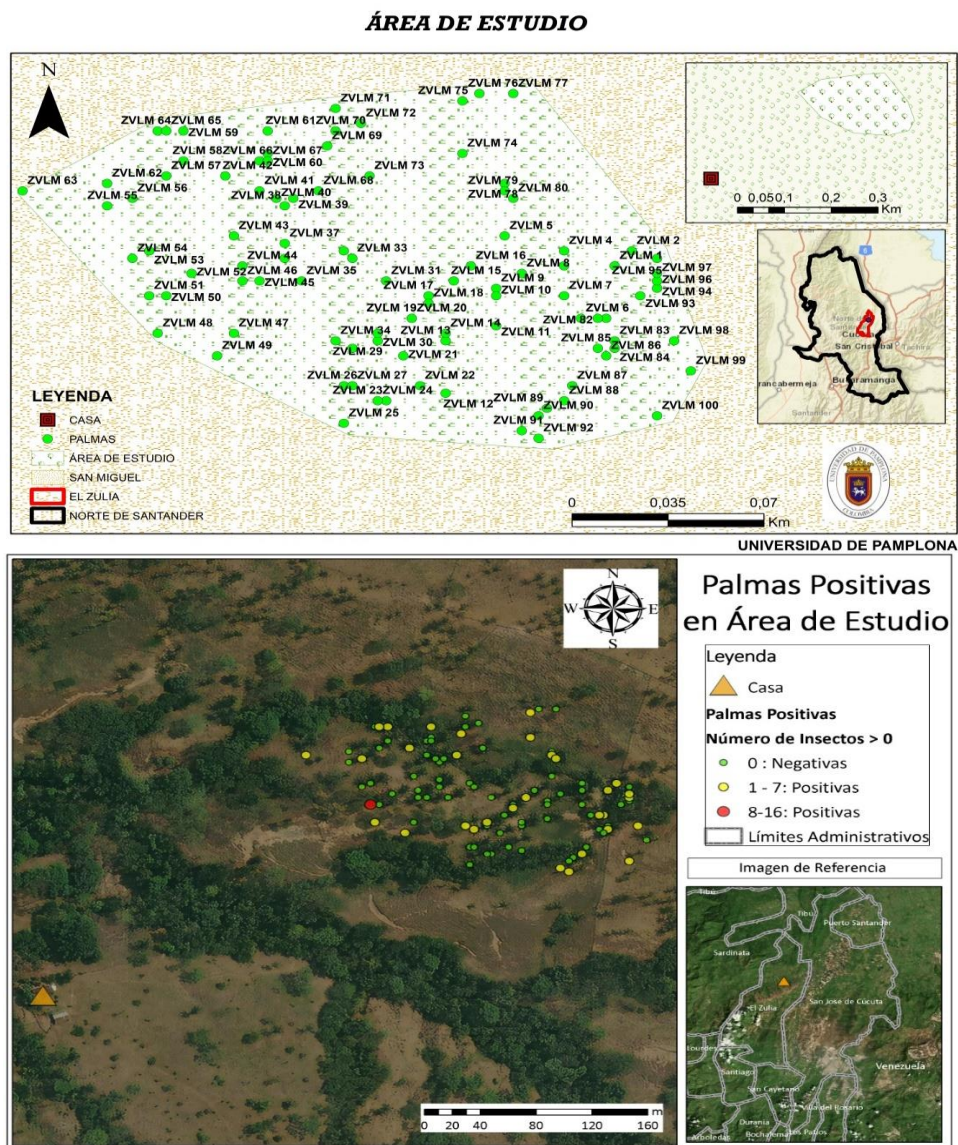 ÁREA DE ESTUDIO
N
ZVLM 71
ZVLM 75
ZVLM 76
ZVLM 77
ZVLM 64
ZVLM 65
ZVLM 59
ZVLM 61
ZVLM 70
ZVLM 72
ZVLM 69
ZVLM 58
ZVLM 66
ZVLM 67
ZVLM 57
ZVLM 42
ZVLM 60
ZVLM 74
ZVLM 63
ZVLM 62
ZVLM 56
ZVLM 55
ZVLM 41
ZVLM 38
ZVLM 40
ZVLM 39
ZVLM 68
ZVLM 73
ZVLM 79
ZVLM 80
ZVLM 78
ZVLM 43
ZVLM 37
ZVLM 5
ZVLM 54
ZVLM 53
ZVLM 44
ZVLM 33
ZVLM 16
ZVLM 8
ZVLM 4
ZVLM 2
ZVLM 1
ZVLM 52
ZVLM 46
ZVLM 35
ZVLM 31
ZVLM 15
ZVLM 9
ZVLM 95
ZVLM 97
ZVLM 96
ZVLM 51
ZVLM 50
ZVLM 45
ZVLM 17
ZVLM 18
ZVLM 10
ZVLM 7
ZVLM 94
ZVLM 93
ZVLM 48
ZVLM 47
ZVLM 19
ZVLM 20
ZVLM 6
ZVLM 82
ZVLM 34
ZVLM 13
ZVLM 14
ZVLM 11
ZVLM 83
ZVLM 98
ZVLM 49
ZVLM 29
ZVLM 30
ZVLM 21
ZVLM 85
ZVLM 86
ZVLM 84
ZVLM 99
ZVLM 26
ZVLM 27
ZVLM 22
ZVLM 87
ZVLM 23
ZVLM 24
ZVLM 12
ZVLM 89
ZVLM 88
ZVLM 25
ZVLM 90
ZVLM 91
ZVLM 92
ZVLM 100
0 0,05 0,1 0,2 0,3
Km
Cúcuta
San Cristóbal
Táchira
Bucaramanga
Santander
LEYENDA
CASA
PALMAS
ÁREA DE ESTUDIO
SAN MIGUEL
EL ZULIA
NORTE DE SANTANDER
0 0,035 0,07
Km
UNIVERSIDAD DE PAMPLONA
COLOMBIA
UNIVERSIDAD DE PAMPLONA
N
W E
S
Palmas Positivas
en Área de Estudio
Leyenda
Casa
Palmas Positivas
Número de Insectos > 0
0 : Negativas
1 - 7: Positivas
8-16: Positivas
Límites Administrativos
Imagen de Referencia
Tibú
Tibú
Puerto Santander
Sardinata
San José de Cúcuta
El Zulia
Lourdes
Santiago
Venezuela
San Cayetano
Villa del Rosario
Durania
Los Patios
Arboledas
Bochalema
0 20 40 80 120 160 m